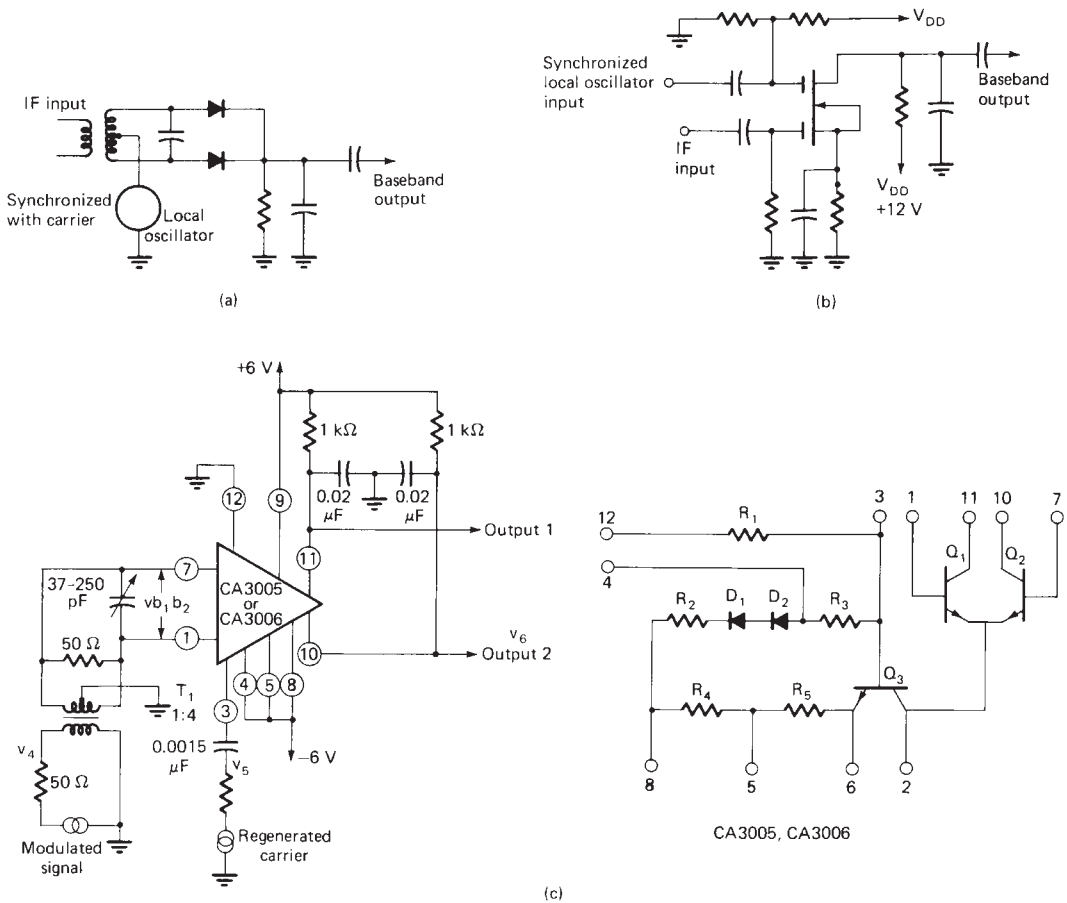 IF input
Synchronized
with carrier
Local
oscillator
Baseband
output
(a)
V_DD
Synchronized
local oscillator
input
IF
input
Baseband
output
V_DD
+12 V
(b)
+6 V
1 kΩ
1 kΩ
0.02
μF
0.02
μF
12
9
Output 1
11
37–250
pF
vb₁b₂
7
CA3005
or
CA3006
1
50 Ω
10
v₆
Output 2
4
5
8
T₁
1:4
3
–6 V
0.0015
μF
v₄
v₅
50 Ω
Modulated
signal
Regenerated
carrier
3
1
11
10
7
12
R₁
4
Q₁
Q₂
R₂
D₁
D₂
R₃
Q₃
R₄
R₅
8
5
6
2
CA3005, CA3006
(c)